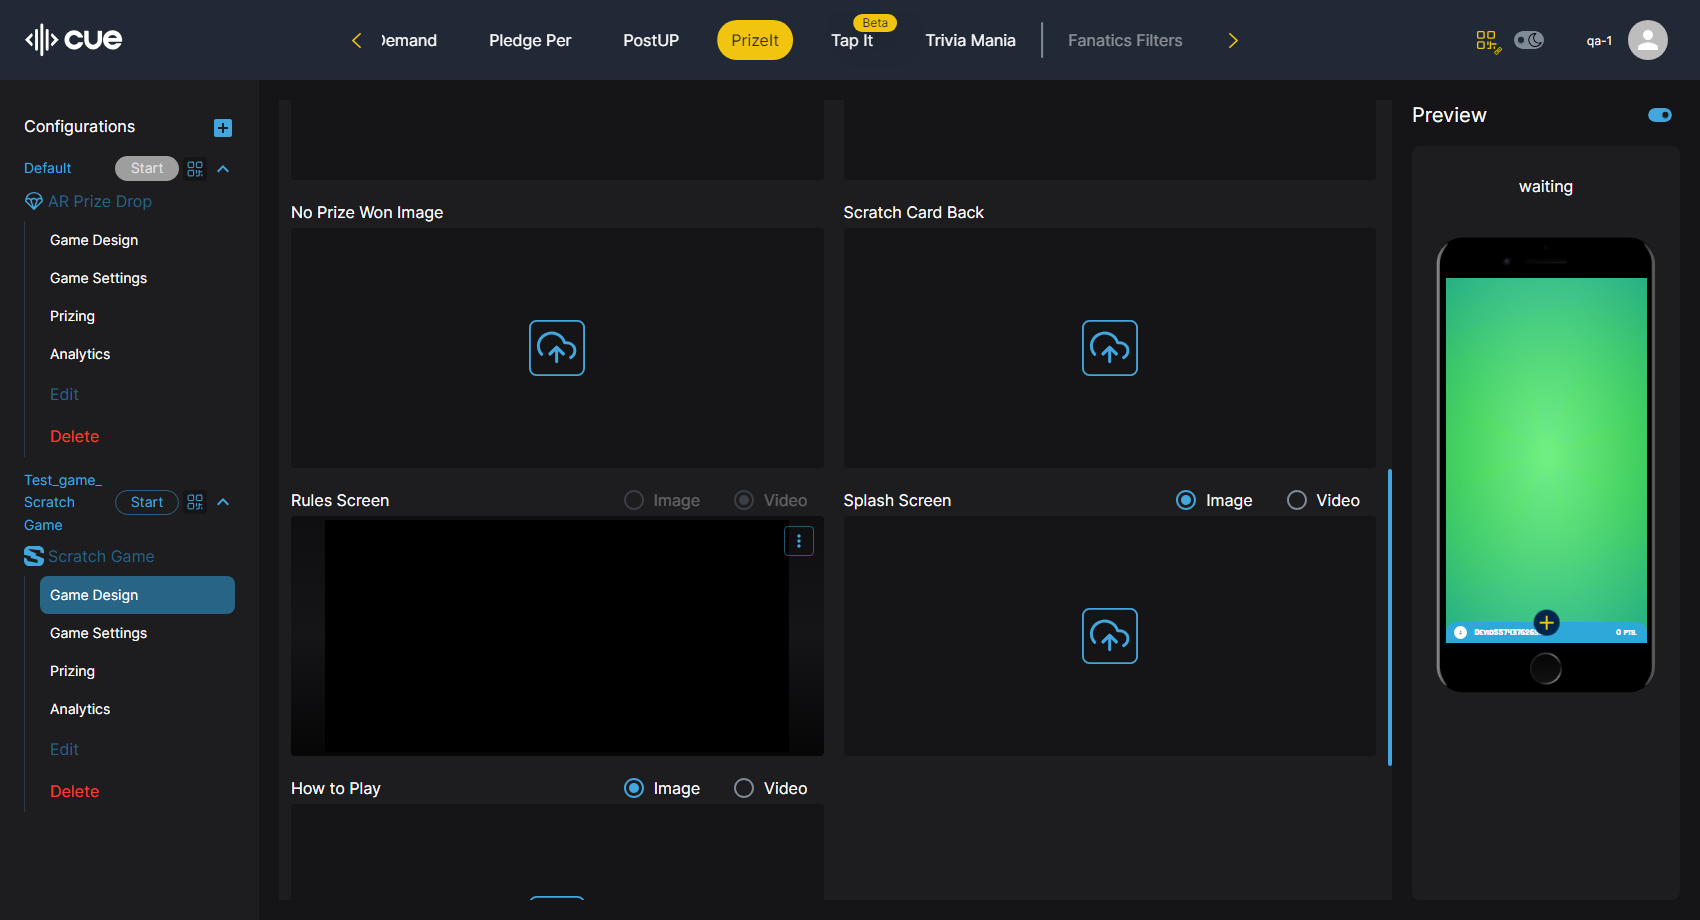 cue
Demand
Pledge Per
PostUP
PrizeIt
Beta
Tap It
Trivia Mania
Fanatics Filters
qa-1
Configurations
Default
Start
AR Prize Drop
Game Design
Game Settings
Prizing
Analytics
Edit
Delete
Test_game_
Scratch
Game
Start
Scratch Game
Game Design
Game Settings
Prizing
Analytics
Edit
Delete
No Prize Won Image
Scratch Card Back
Rules Screen
Image
Video
Splash Screen
Image
Video
How to Play
Image
Video
Preview
waiting
0 PTS.